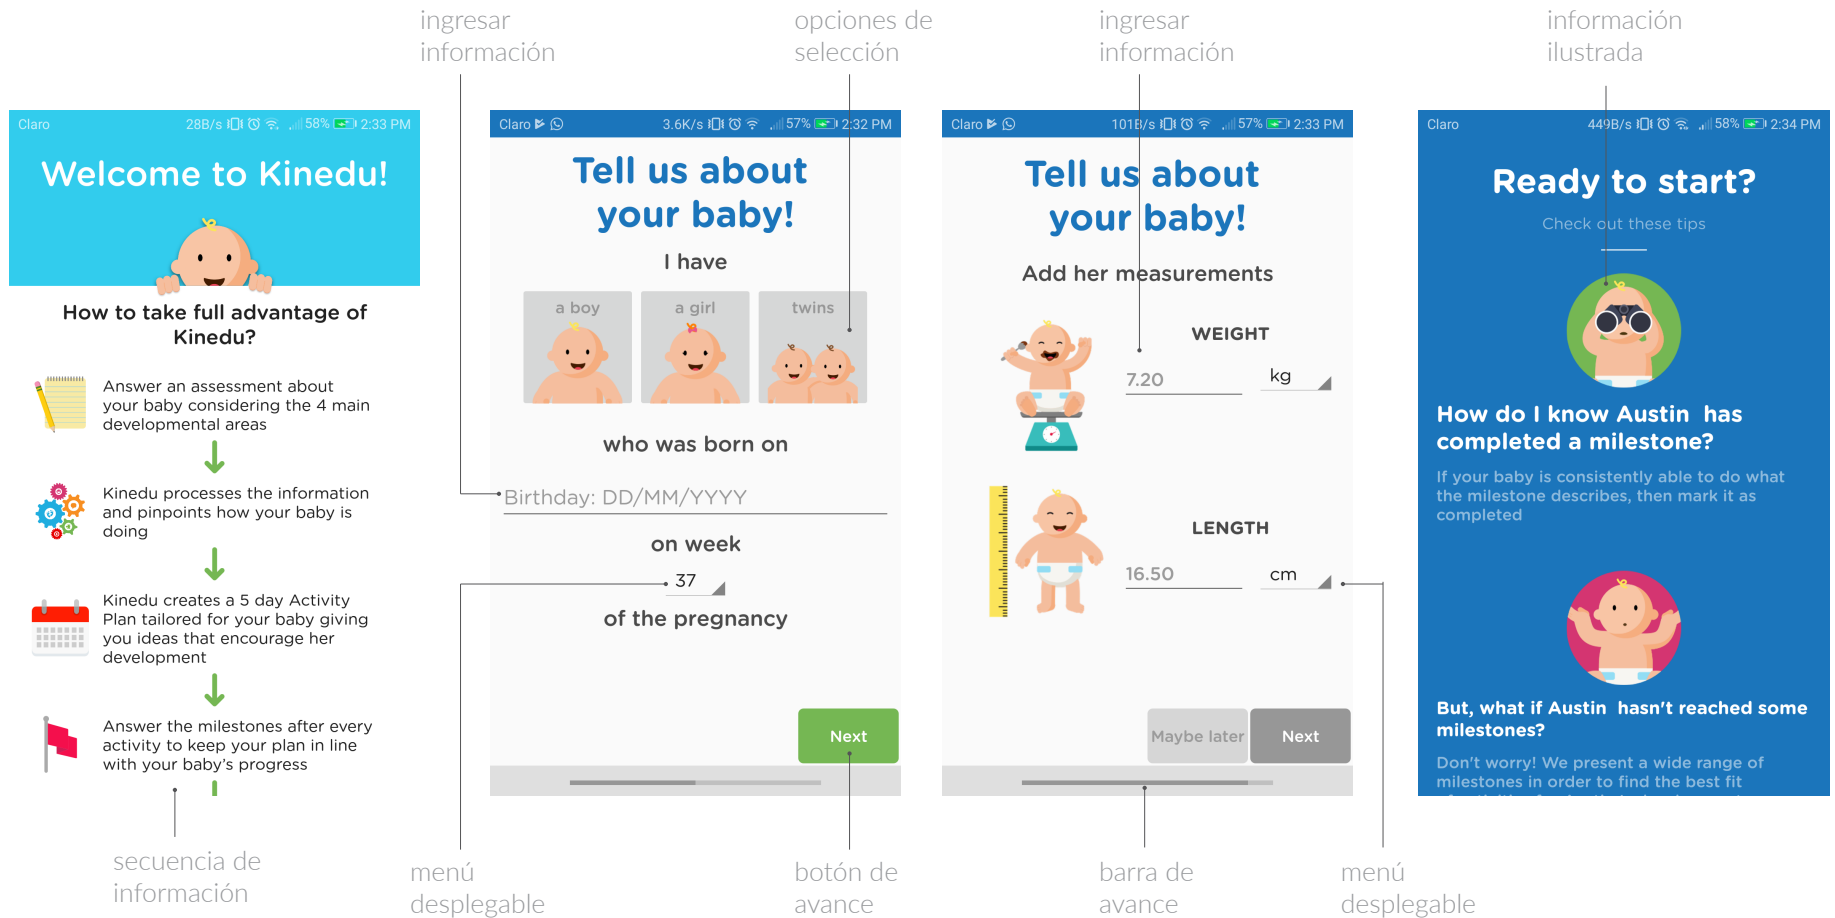 ingresar
información
opciones de
selección
ingresar
información
información
ilustrada
Claro 28B/s 58% 2:33 PM
Welcome to Kinedu!
How to take full advantage of
Kinedu?
Answer an assessment about
your baby considering the 4 main
developmental areas
Kinedu processes the information
and pinpoints how your baby is
doing
Kinedu creates a 5 day Activity
Plan tailored for your baby giving
you ideas that encourage her
development
Answer the milestones after every
activity to keep your plan in line
with your baby's progress
Claro 3.6K/s 57% 2:32 PM
Tell us about
your baby!
I have
a boy a girl twins
who was born on
Birthday: DD/MM/YYYY
on week
37
of the pregnancy
Next
Claro 101B/s 57% 2:33 PM
Tell us about
your baby!
Add her measurements
WEIGHT
7.20 kg
LENGTH
16.50 cm
Maybe later Next
Claro 449B/s 58% 2:34 PM
Ready to start?
Check out these tips
How do I know Austin has
completed a milestone?
If your baby is consistently able to do what
the milestone describes, then mark it as
completed
But, what if Austin hasn't reached some
milestones?
Don't worry! We present a wide range of
milestones in order to find the best fit
secuencia de
información
menú
desplegable
botón de
avance
barra de
avance
menú
desplegable